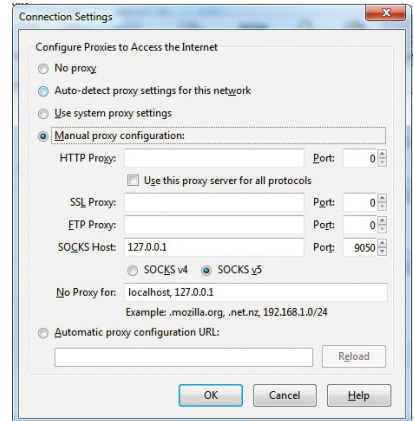 Connection Settings
Configure Proxies to Access the Internet
No proxy
Auto-detect proxy settings for this network
Use system proxy settings
Manual proxy configuration:
HTTP Proxy: Port: 0
Use this proxy server for all protocols
SSL Proxy: Port: 0
FTP Proxy: Port: 0
SOCKS Host: 127.0.0.1 Port: 9050
SOCKS v4 SOCKS v5
No Proxy for: localhost, 127.0.0.1
Example: .mozilla.org, .net.nz, 192.168.1.0/24
Automatic proxy configuration URL:
Reload
OK Cancel Help